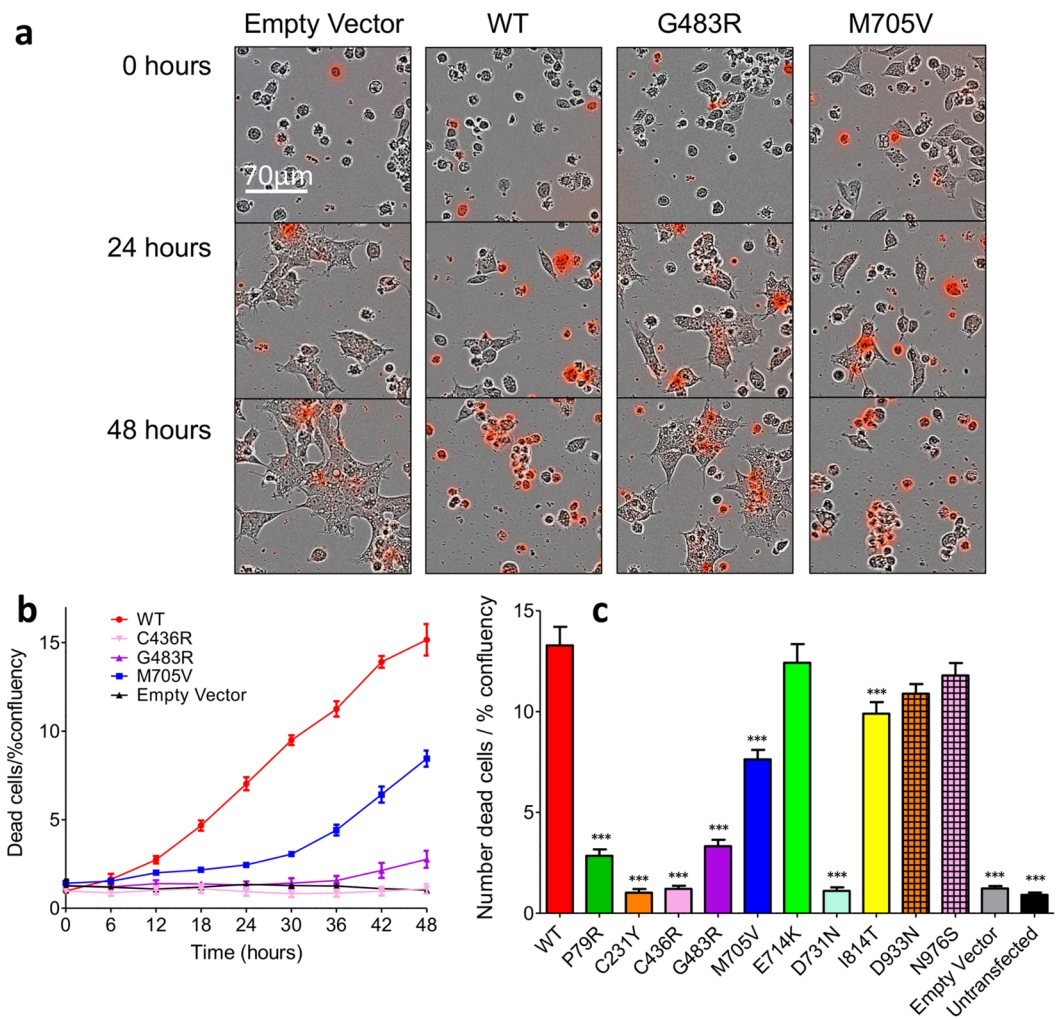 a
Empty Vector WT G483R M705V
0 hours
70µm
24 hours
48 hours
b
Dead cells/%confluency
15
10
5
0
WT
C436R
G483R
M705V
Empty Vector
0 6 12 18 24 30 36 42 48
Time (hours)
c
Number dead cells / % confluency
15
10
5
0
*** *** *** *** *** *** *** *** ***
WT P79R C231Y C436R G483R M705V E714K D731N I814T D933N N976S Empty Vector Untransfected